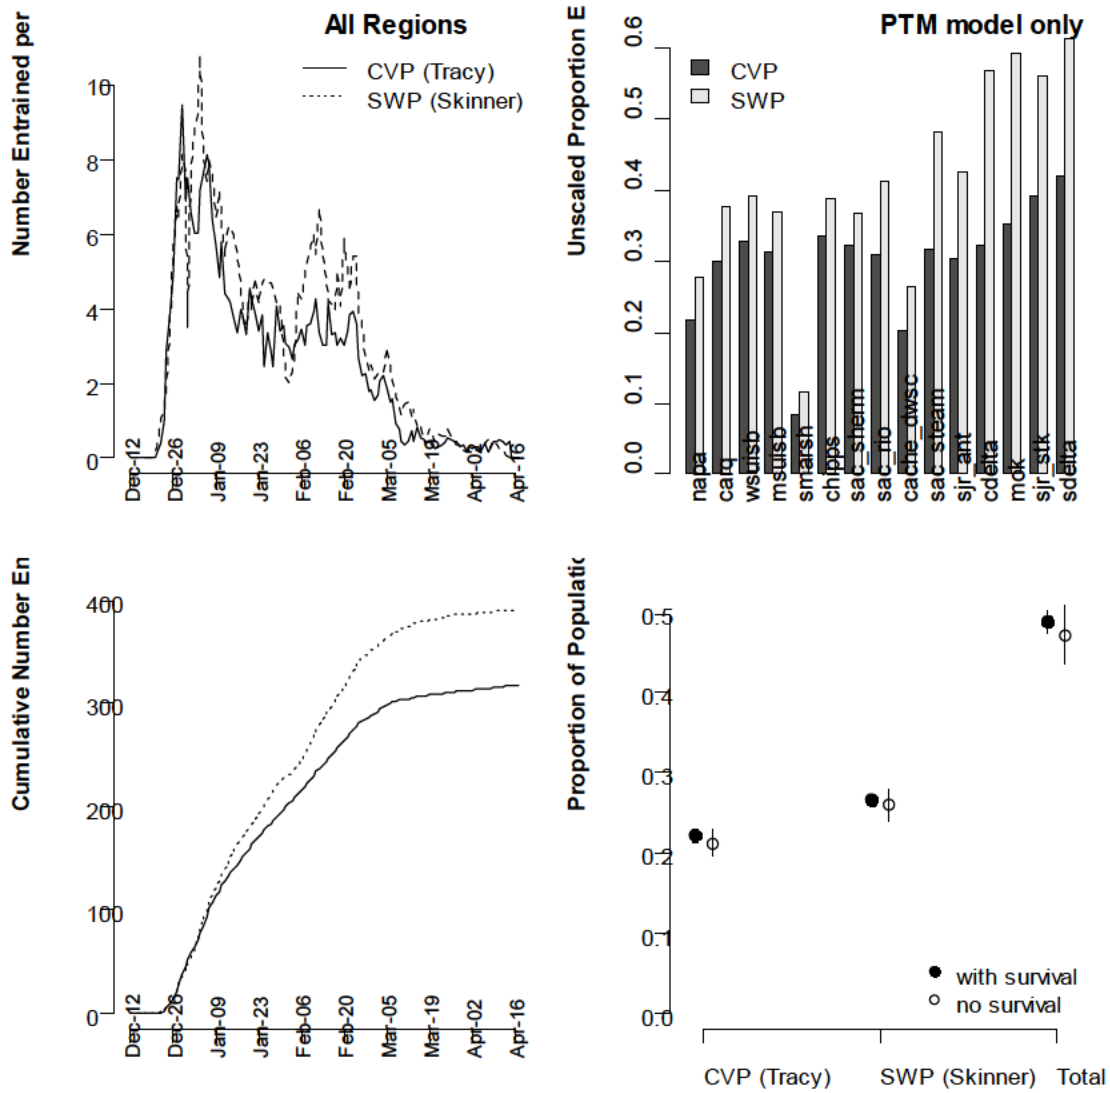 All Regions
CVP (Tracy)
SWP (Skinner)
Number Entrained per
10
8
6
4
2
0
Dec-12
Dec-26
Jan-09
Jan-23
Feb-06
Feb-20
Mar-05
Mar-19
Apr-02
Apr-16
PTM model only
CVP
SWP
Unscaled Proportion E
0.6
0.5
0.4
0.3
0.2
0.1
0.0
napa
carq
wsuisb
msuisb
smarsh
chipps
sac_sherm
sac_rio
cache_dwsc
sac_steam
sjr_ant
cdelta
mok
sjr_stk
sdelta
Cumulative Number En
400
300
200
100
0
Dec-12
Dec-26
Jan-09
Jan-23
Feb-06
Feb-20
Mar-05
Mar-19
Apr-02
Apr-16
Proportion of Populatic
0.5
0.4
0.3
0.2
0.1
0.0
with survival
no survival
CVP (Tracy)
SWP (Skinner)
Total